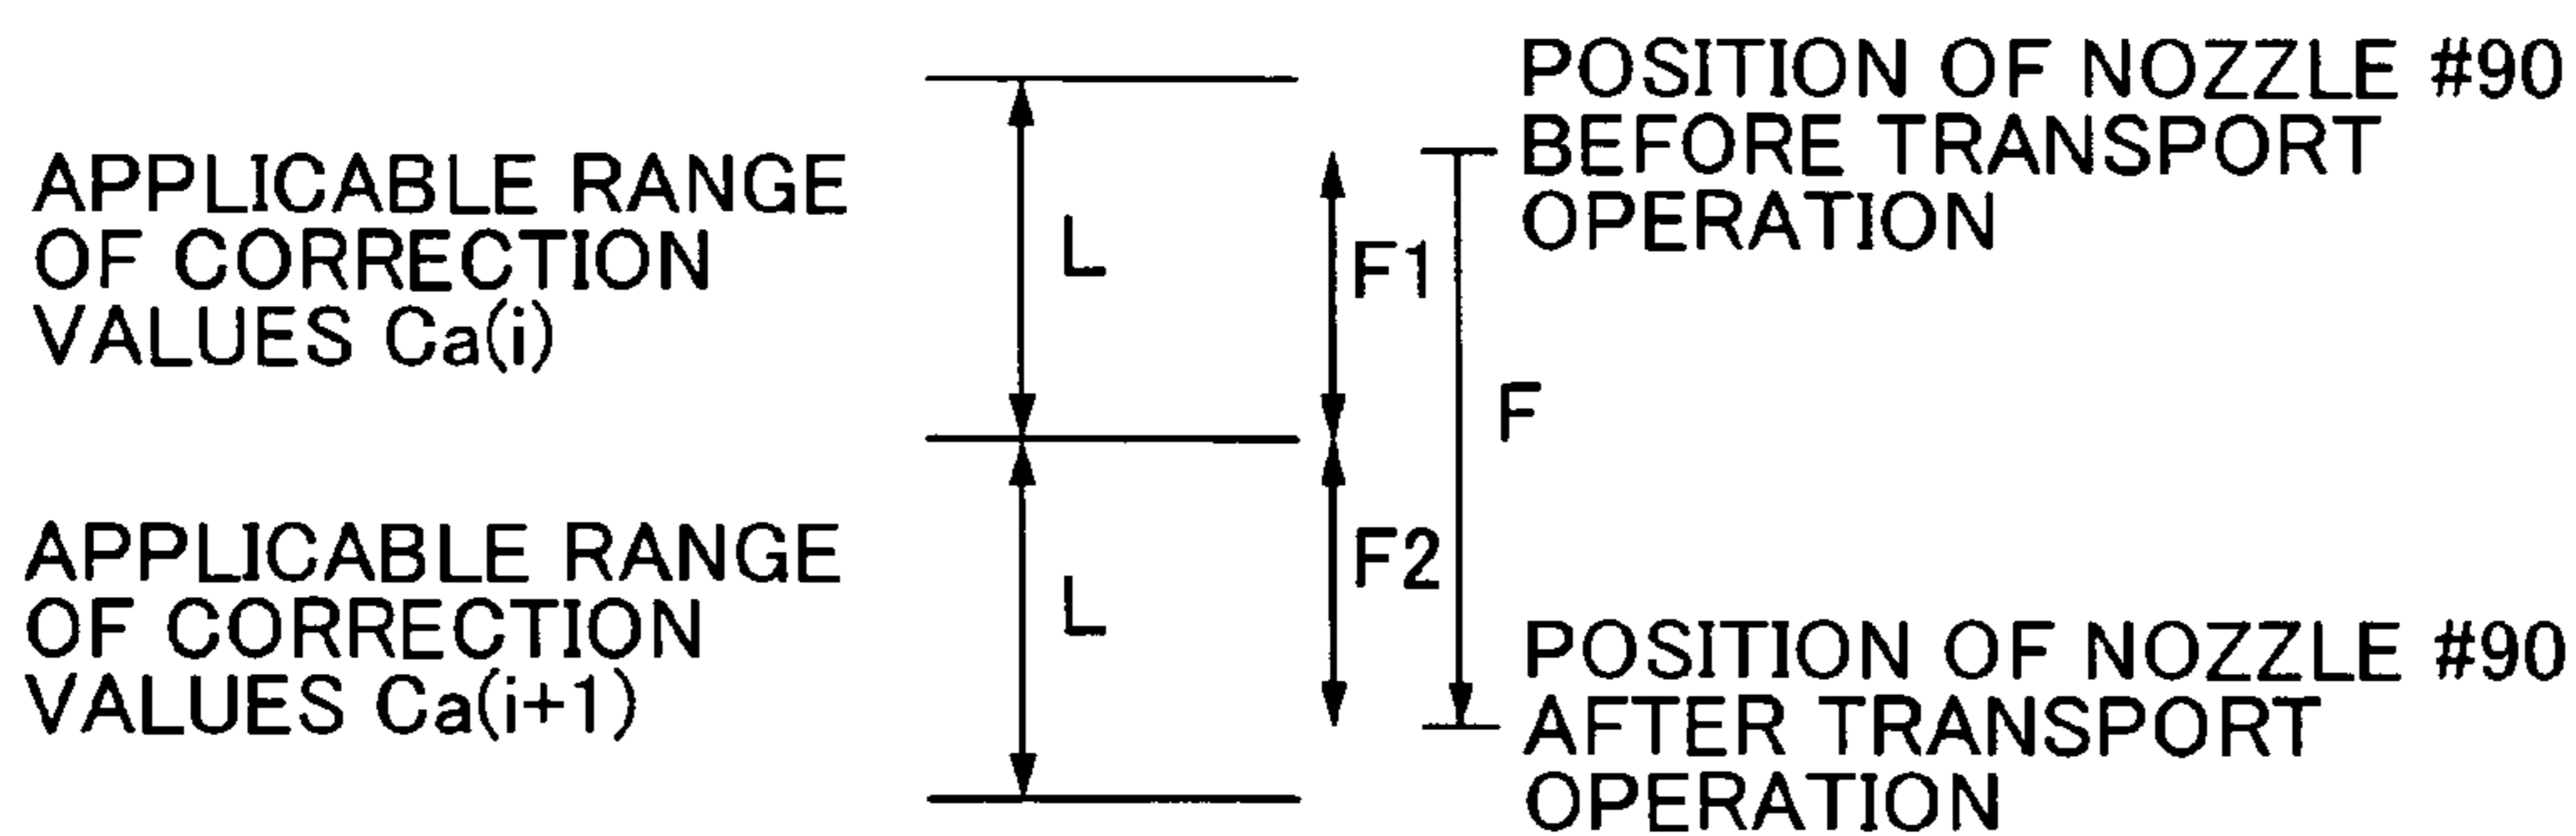 APPLICABLE RANGE
OF CORRECTION
VALUES Ca(i)
L
F1
F
POSITION OF NOZZLE #90
BEFORE TRANSPORT
OPERATION
APPLICABLE RANGE
OF CORRECTION
VALUES Ca(i+1)
L
F2
POSITION OF NOZZLE #90
AFTER TRANSPORT
OPERATION